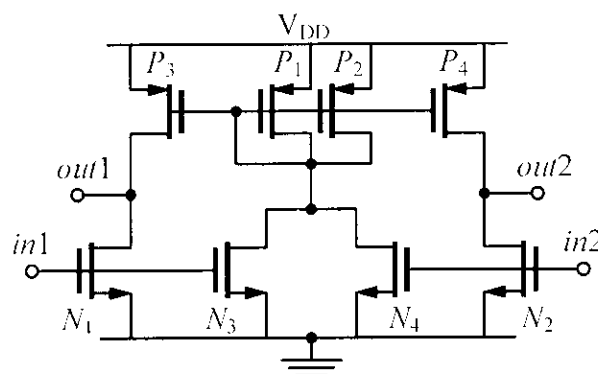 V_DD
P_3 P_1 P_2 P_4
out1 out2
in1 in2
N_1 N_3 N_4 N_2